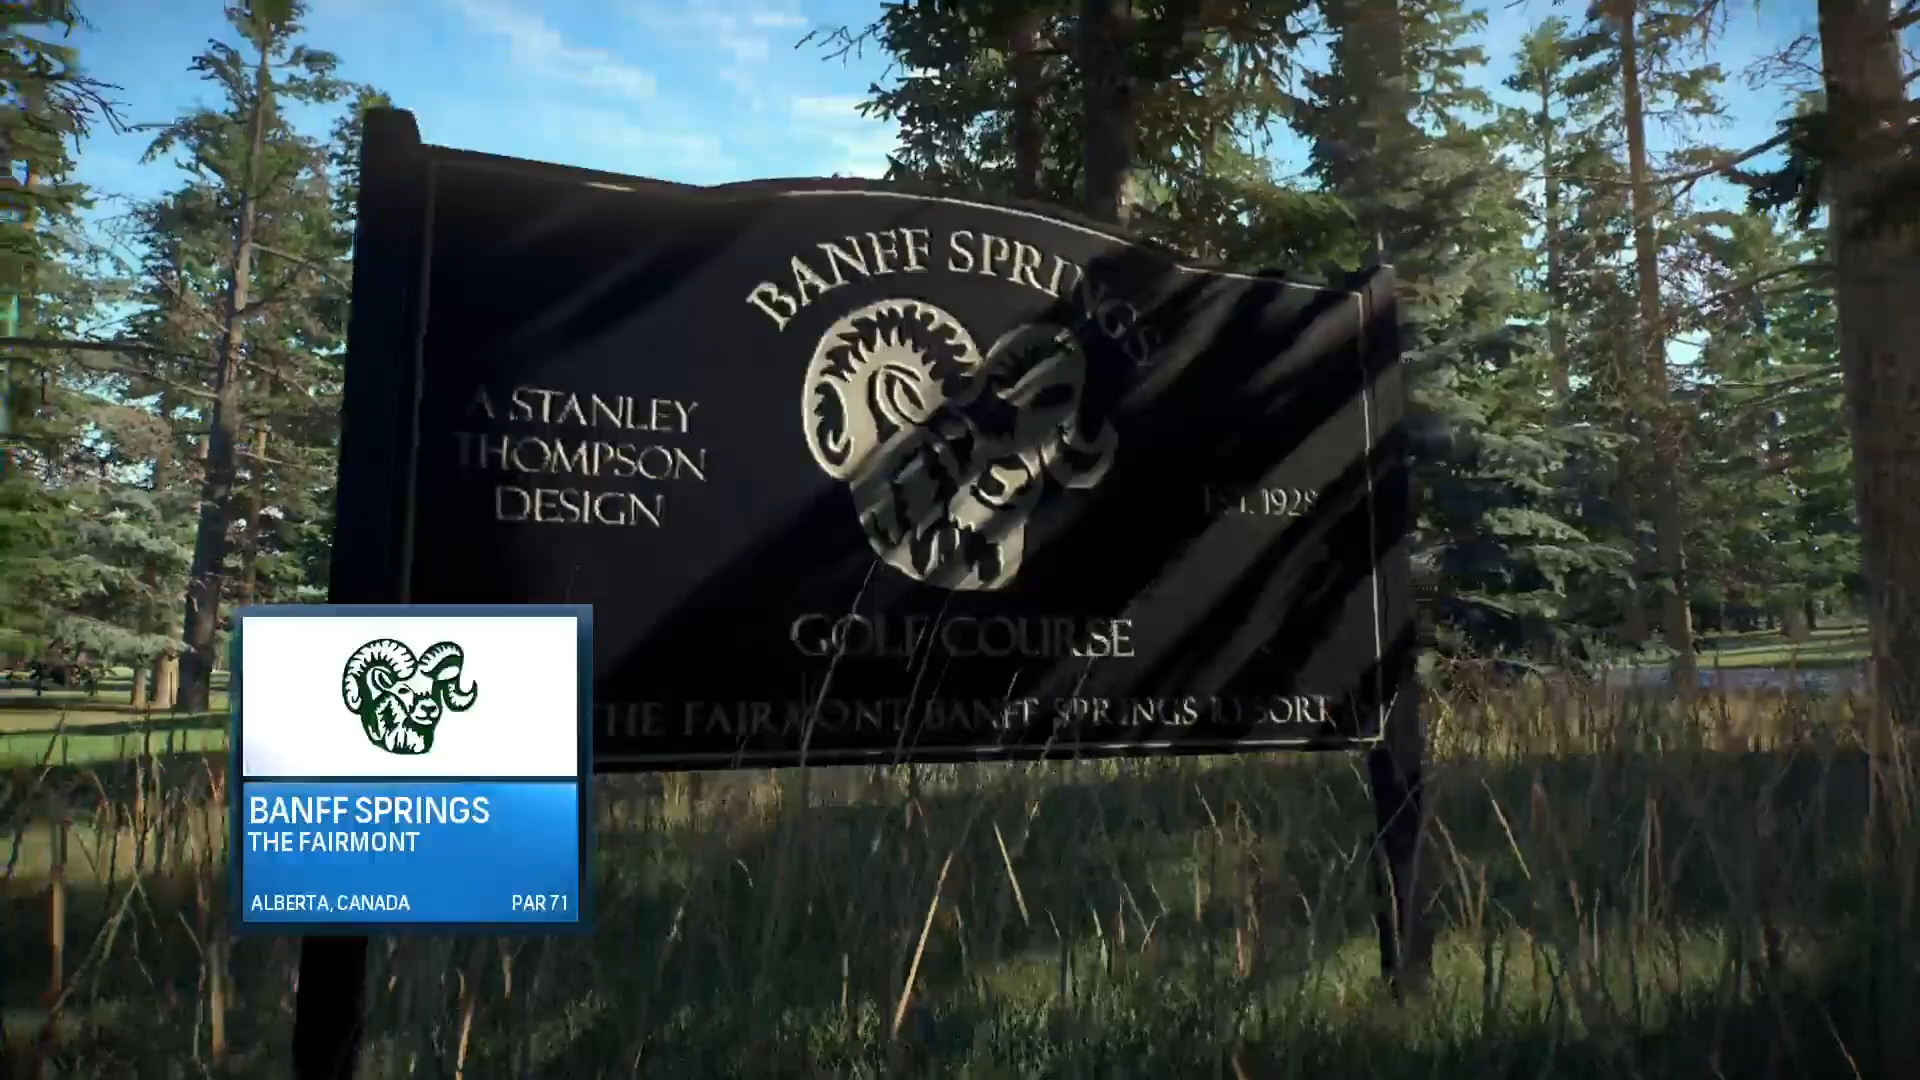 BANFF SPRINGS
A STANLEY
THOMPSON
DESIGN
EST. 1928
GOLF COURSE
THE FAIRMONT BANFF SPRINGS RESORT
BANFF SPRINGS
THE FAIRMONT
ALBERTA, CANADA PAR 71